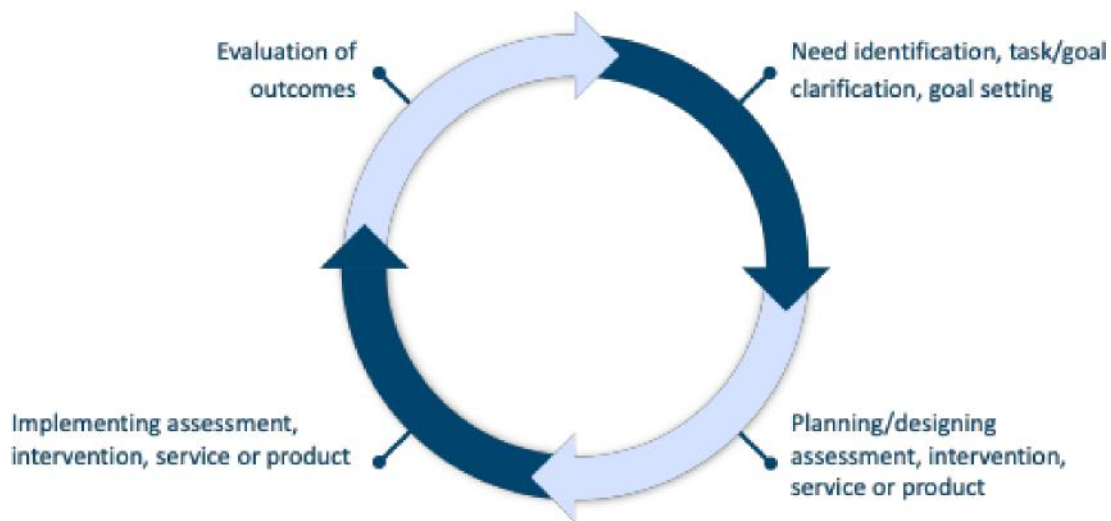 Evaluation of
outcomes
Need identification, task/goal
clarification, goal setting
Implementing assessment,
intervention, service or product
Planning/designing
assessment, intervention,
service or product